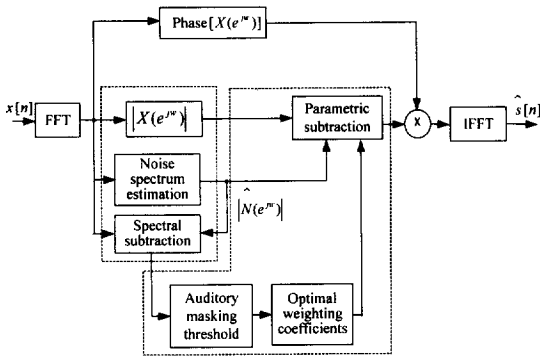 Phase[X(e^{jw})]
x[n]
FFT
|X(e^{jw})|
Parametric
subtraction
x
IFFT
ŝ[n]
Noise
spectrum
estimation
|N̂(e^{jw})|
Spectral
subtraction
Auditory
masking
threshold
Optimal
weighting
coefficients